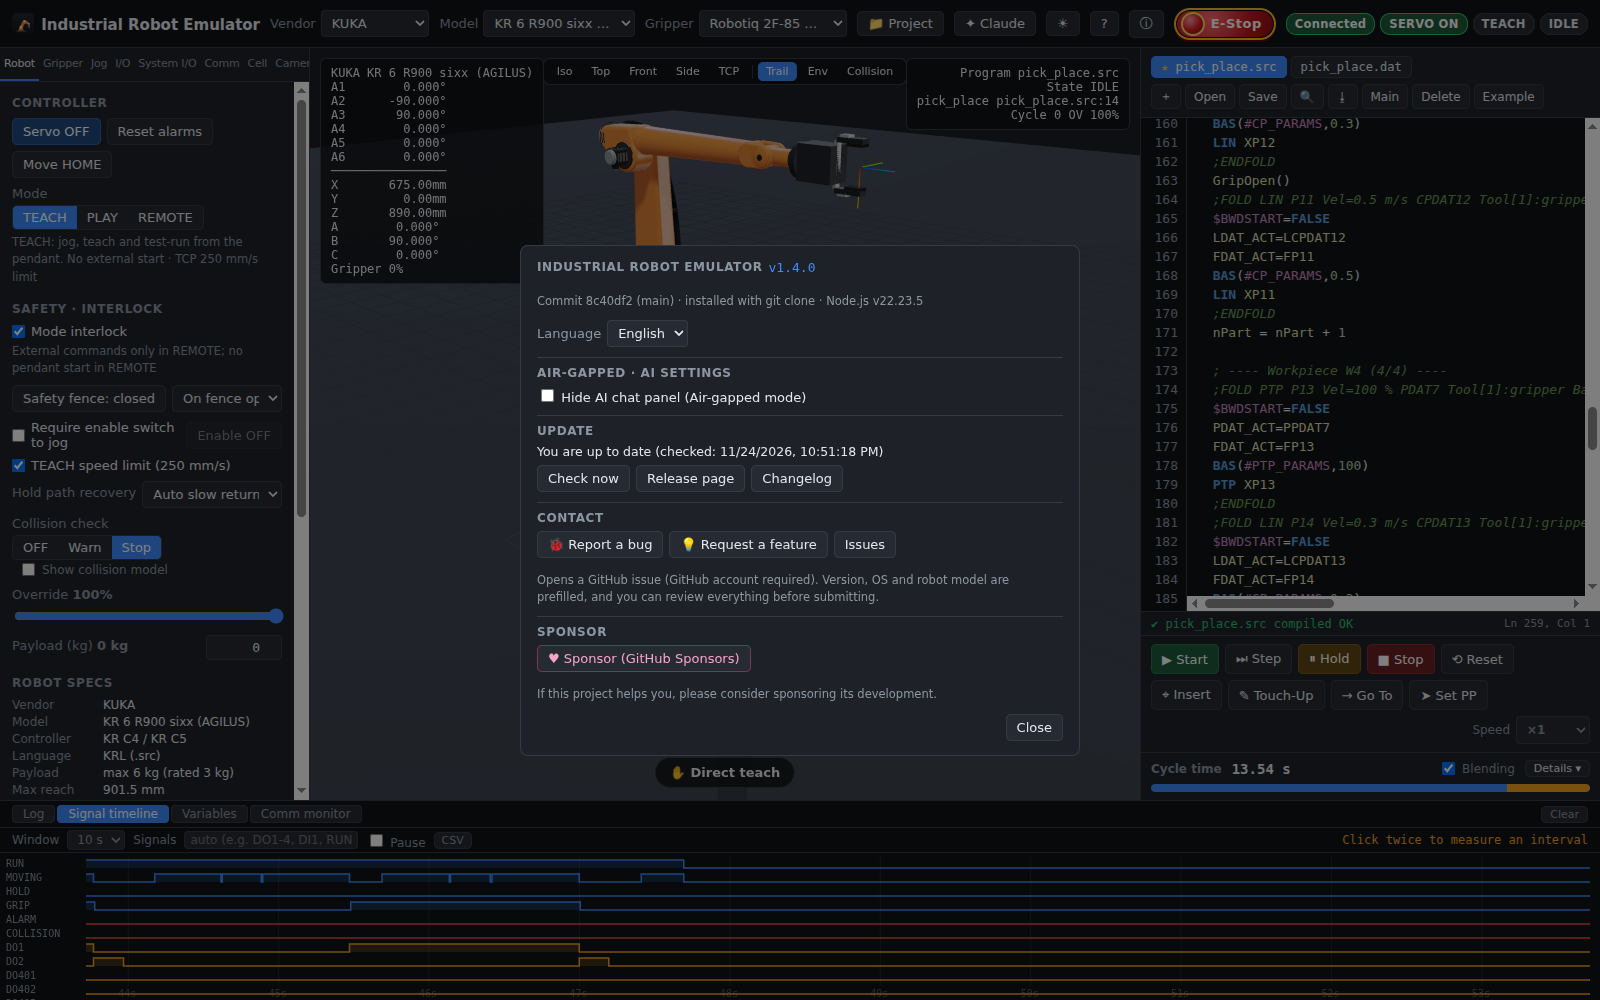 Industrial Robot Emulator Vendor KUKA Model KR 6 R900 sixx ... Gripper Robotiq 2F-85 ... 📁 Project ✦ Claude ☀ ? ⓘ E-Stop Connected SERVO ON TEACH IDLE
Robot Gripper Jog I/O System I/O Comm Cell Camer
CONTROLLER
Servo OFF Reset alarms
Move HOME
Mode
TEACH PLAY REMOTE
TEACH: jog, teach and test-run from the
pendant. No external start · TCP 250 mm/s
limit
SAFETY · INTERLOCK
Mode interlock
External commands only in REMOTE; no
pendant start in REMOTE
Safety fence: closed On fence op
Require enable switch
to jog
Enable OFF
TEACH speed limit (250 mm/s)
Hold path recovery Auto slow return
Collision check
OFF Warn Stop
Show collision model
Override 100%
Payload (kg) 0 kg 0
ROBOT SPECS
Vendor KUKA
Model KR 6 R900 sixx (AGILUS)
Controller KR C4 / KR C5
Language KRL (.src)
Payload max 6 kg (rated 3 kg)
Max reach 901.5 mm
KUKA KR 6 R900 sixx (AGILUS)
A1 0.000°
A2 -90.000°
A3 90.000°
A4 0.000°
A5 0.000°
A6 0.000°
X 675.00mm
Y 0.00mm
Z 890.00mm
A 0.000°
B 90.000°
C 0.000°
Gripper 0%
Iso Top Front Side TCP Trail Env Collision
Program pick_place.src
State IDLE
pick_place pick_place.src:14
Cycle 0 OV 100%
INDUSTRIAL ROBOT EMULATOR v1.4.0
Commit 8c40df2 (main) · installed with git clone · Node.js v22.23.5
Language English
AIR-GAPPED · AI SETTINGS
Hide AI chat panel (Air-gapped mode)
UPDATE
You are up to date (checked: 11/24/2026, 10:51:18 PM)
Check now Release page Changelog
CONTACT
🐞 Report a bug 💡 Request a feature Issues
Opens a GitHub issue (GitHub account required). Version, OS and robot model are
prefilled, and you can review everything before submitting.
SPONSOR
♥ Sponsor (GitHub Sponsors)
If this project helps you, please consider sponsoring its development.
Close
✋ Direct teach
★ pick_place.src pick_place.dat
+ Open Save 🔍 ⭳ Main Delete Example
160 BAS(#CP_PARAMS,0.3)
161 LIN XP12
162 ;ENDFOLD
163 GripOpen()
164 ;FOLD LIN P11 Vel=0.5 m/s CPDAT12 Tool[1]:grippe
165 $BWDSTART=FALSE
166 LDAT_ACT=LCPDAT12
167 FDAT_ACT=FP11
168 BAS(#CP_PARAMS,0.5)
169 LIN XP11
170 ;ENDFOLD
171 nPart = nPart + 1
172
173 ; ---- Workpiece W4 (4/4) ----
174 ;FOLD PTP P13 Vel=100 % PDAT7 Tool[1]:gripper Ba
175 $BWDSTART=FALSE
176 PDAT_ACT=PPDAT7
177 FDAT_ACT=FP13
178 BAS(#PTP_PARAMS,100)
179 PTP XP13
180 ;ENDFOLD
181 ;FOLD LIN P14 Vel=0.3 m/s CPDAT13 Tool[1]:grippe
182 $BWDSTART=FALSE
183 LDAT_ACT=LCPDAT13
184 FDAT_ACT=FP14
185 BAS(#CP_PARAMS,0.3)
✔ pick_place.src compiled OK Ln 259, Col 1
▶ Start ⏭ Step ⏸ Hold ■ Stop ⟲ Reset
⌖ Insert ✎ Touch-Up → Go To ➤ Set PP
Speed ×1
Cycle time 13.54 s Blending Details ▾
Log Signal timeline Variables Comm monitor Clear
Window 10 s Signals auto (e.g. DO1-4, DI1, RUN Pause CSV Click twice to measure an interval
RUN
MOVING
HOLD
GRIP
ALARM
COLLISION
DO1
DO2
DO401
DO402
44s 45s 46s 47s 48s 49s 50s 51s 52s 53s